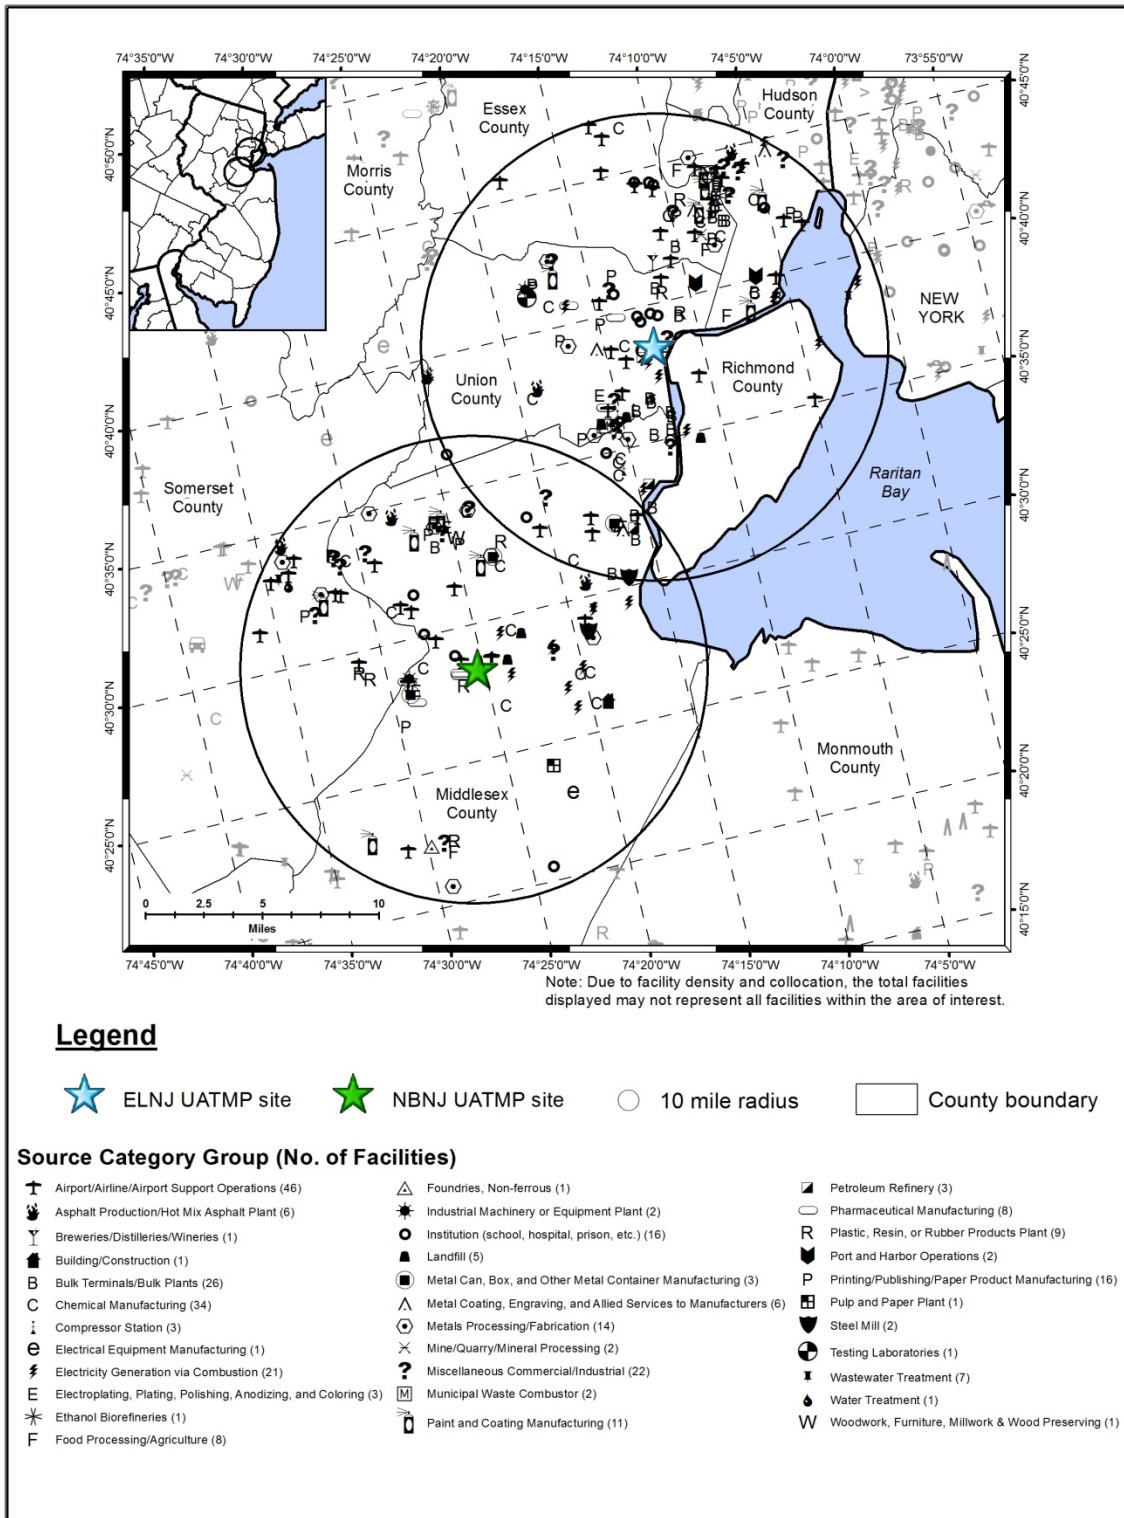 74°35'0"W 74°30'0"W 74°25'0"W 74°20'0"W 74°15'0"W 74°10'0"W 74°5'0"W 74°0'0"W 73°55'0"W
40°45'0"N
40°50'0"N
40°40'0"N
40°45'0"N
40°35'0"N
40°40'0"N
40°30'0"N
40°35'0"N
40°25'0"N
40°30'0"N
40°20'0"N
40°25'0"N
40°15'0"N
Essex
County
Hudson
County
Morris
County
NEW
YORK
Union
County
Richmond
County
Somerset
County
Raritan
Bay
Monmouth
County
Middlesex
County
0 2.5 5 10
Miles
74°45'0"W 74°40'0"W 74°35'0"W 74°30'0"W 74°25'0"W 74°20'0"W 74°15'0"W 74°10'0"W 74°5'0"W
Note: Due to facility density and collocation, the total facilities
displayed may not represent all facilities within the area of interest.
Legend
ELNJ UATMP site
NBNJ UATMP site
10 mile radius
County boundary
Source Category Group (No. of Facilities)
Airport/Airline/Airport Support Operations (46)
Asphalt Production/Hot Mix Asphalt Plant (6)
Breweries/Distilleries/Wineries (1)
Building/Construction (1)
B Bulk Terminals/Bulk Plants (26)
C Chemical Manufacturing (34)
Compressor Station (3)
e Electrical Equipment Manufacturing (1)
Electricity Generation via Combustion (21)
E Electroplating, Plating, Polishing, Anodizing, and Coloring (3)
Ethanol Biorefineries (1)
F Food Processing/Agriculture (8)
Foundries, Non-ferrous (1)
Industrial Machinery or Equipment Plant (2)
Institution (school, hospital, prison, etc.) (16)
Landfill (5)
Metal Can, Box, and Other Metal Container Manufacturing (3)
Metal Coating, Engraving, and Allied Services to Manufacturers (6)
Metals Processing/Fabrication (14)
Mine/Quarry/Mineral Processing (2)
? Miscellaneous Commercial/Industrial (22)
M Municipal Waste Combustor (2)
Paint and Coating Manufacturing (11)
Petroleum Refinery (3)
Pharmaceutical Manufacturing (8)
R Plastic, Resin, or Rubber Products Plant (9)
Port and Harbor Operations (2)
P Printing/Publishing/Paper Product Manufacturing (16)
Pulp and Paper Plant (1)
Steel Mill (2)
Testing Laboratories (1)
Wastewater Treatment (7)
Water Treatment (1)
W Woodwork, Furniture, Millwork & Wood Preserving (1)